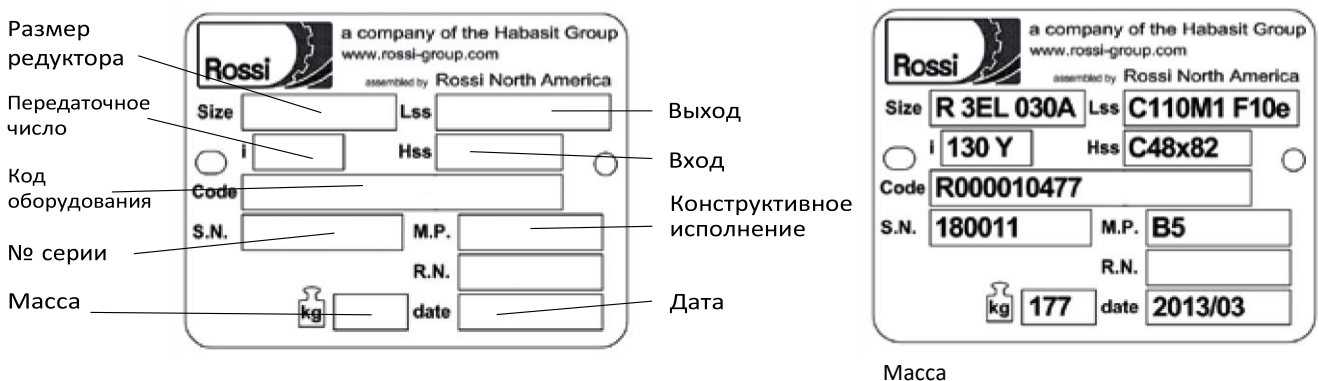 Размер
редуктора
Передаточное
число
Код
оборудования
№ серии
Масса
Rossi
a company of the Habasit Group
www.rossi-group.com
assembled by Rossi North America
Size
Lss
i
Hss
Code
S.N.
M.P.
R.N.
kg
date
Выход
Вход
Конструктивное
исполнение
Дата
Rossi
a company of the Habasit Group
www.rossi-group.com
assembled by Rossi North America
Size R 3EL 030A Lss C110M1 F10e
i 130 Y Hss C48x82
Code R000010477
S.N. 180011 M.P. B5
R.N.
kg 177 date 2013/03
Масса